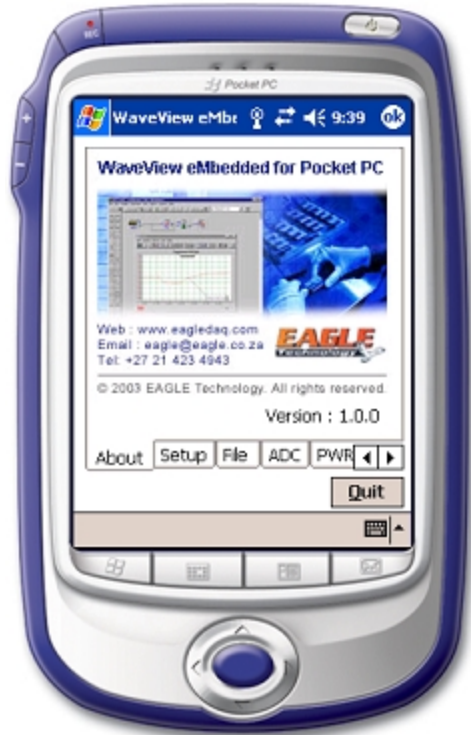 REC
Pocket PC
WaveView eMbe 9:39 ok
WaveView eMbedded for Pocket PC
Web : www.eagledaq.com
Email : eagle@eagle.co.za
Tel: +27 21 423 4943
EAGLE
Technology
© 2003 EAGLE Technology. All rights reserved.
Version : 1.0.0
About Setup File ADC PWR
Quit